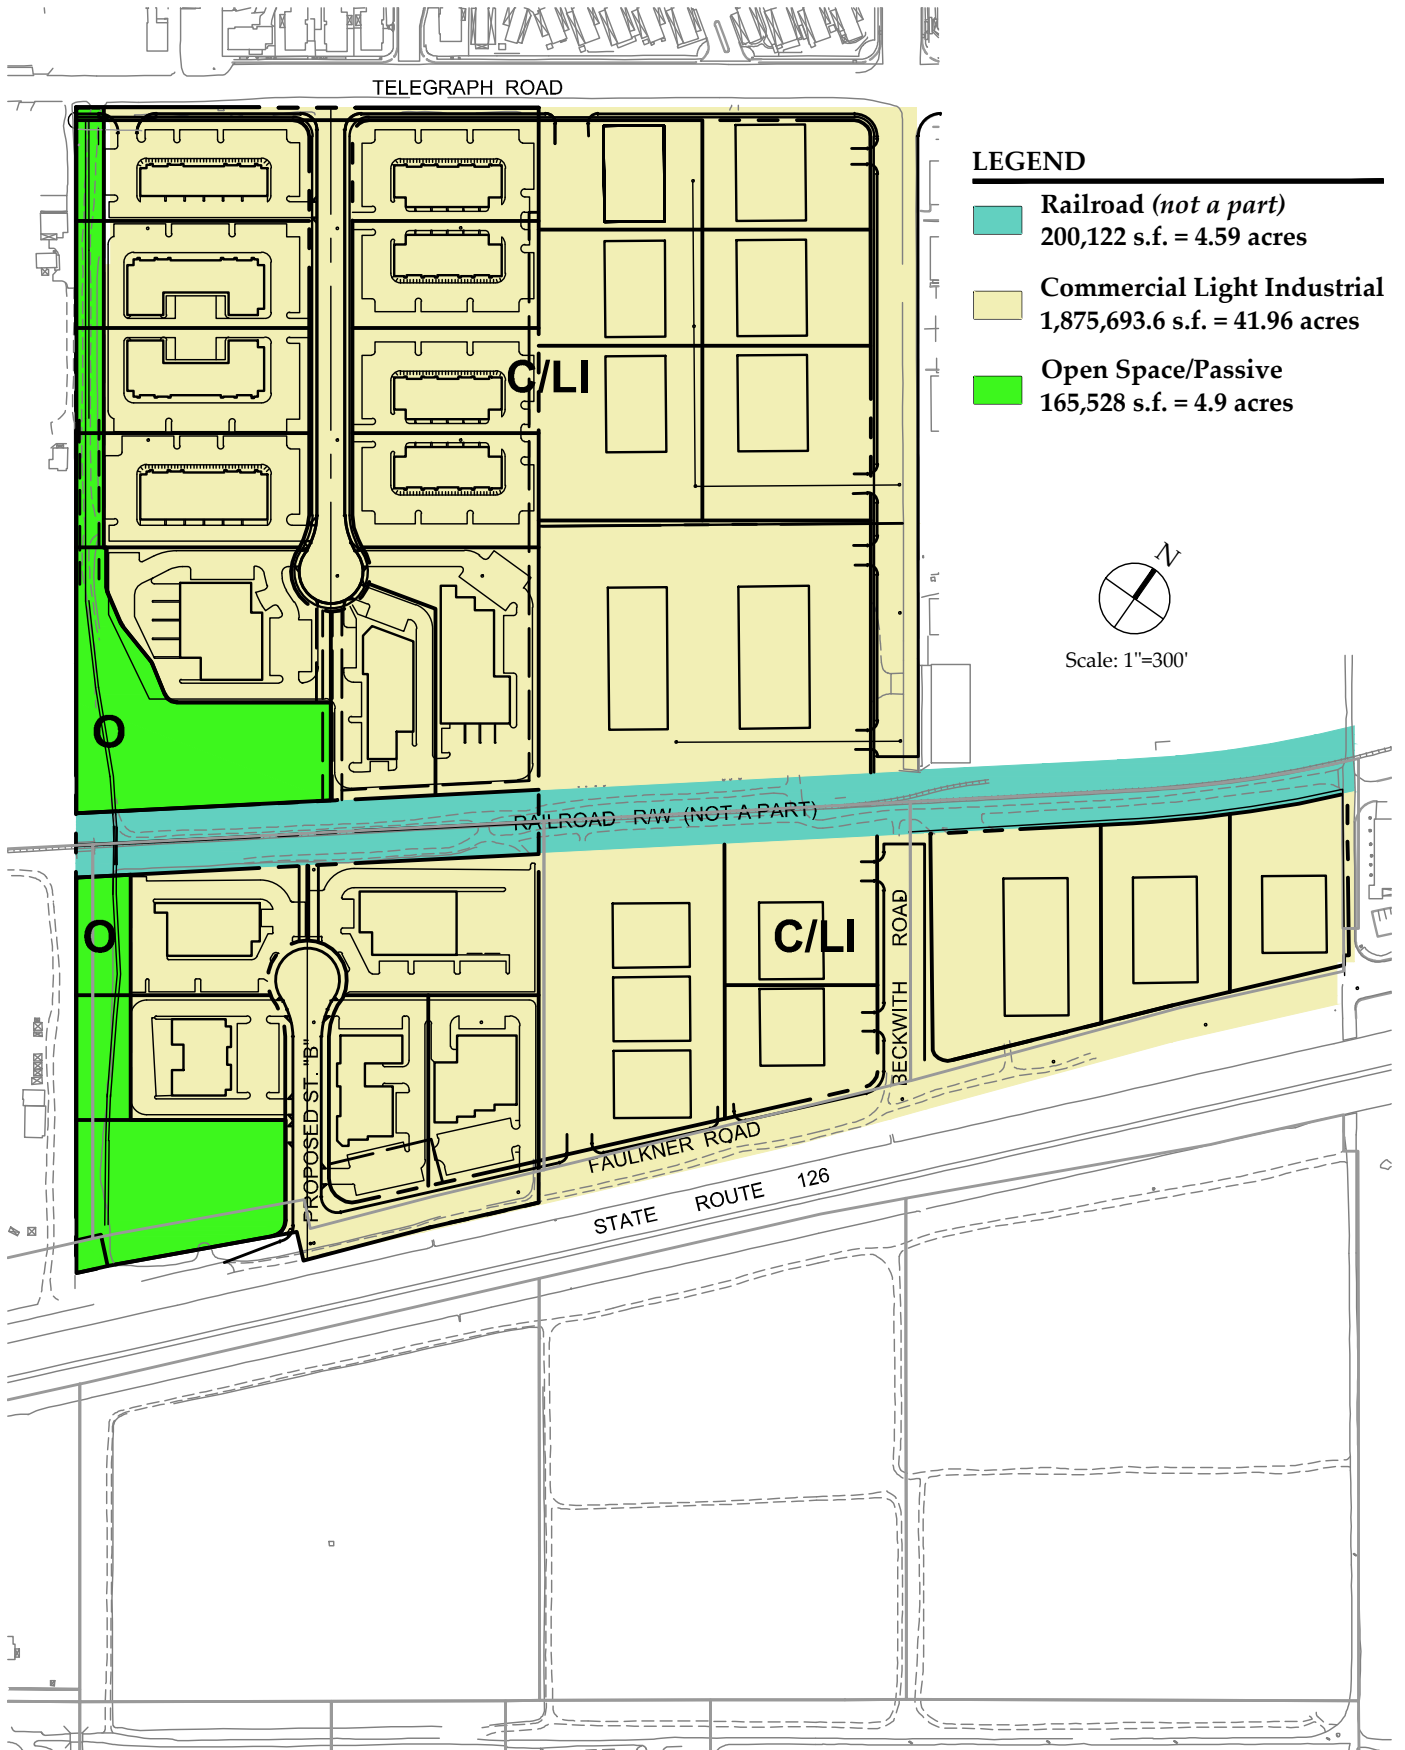 TELEGRAPH ROAD
LEGEND
Railroad (not a part)
200,122 s.f. = 4.59 acres
Commercial Light Industrial
1,875,693.6 s.f. = 41.96 acres
Open Space/Passive
165,528 s.f. = 4.9 acres
C/LI
N
Scale: 1"=300'
O
RAILROAD R/W (NOT A PART)
O
C/LI
BECKWITH ROAD
PROPOSED ST. "B"
FAULKNER ROAD
STATE ROUTE 126